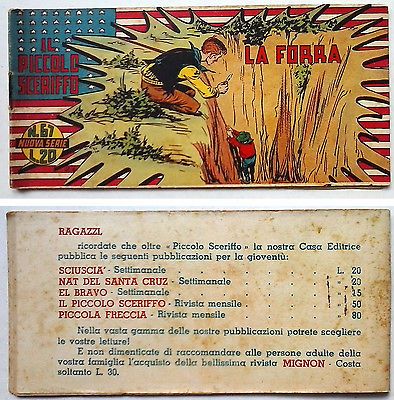 IL
PICCOLO
SCERIFFO
LA FORRA
N. 67
NUOVA SERIE
L. 20
RAGAZZI,
ricordate che oltre «Piccolo Sceriffo» la nostra Casa Editrice
pubblica le seguenti pubblicazioni per la gioventù:
SCIUSCIA' - Settimanale . . . . L. 20
NAT DEL SANTA CRUZ - Settimanale . . 20
EL BRAVO - Settimanale . . . . 15
IL PICCOLO SCERIFFO - Rivista mensile . 50
PICCOLA FRECCIA - Rivista mensile . . 80
Nella vasta gamma delle nostre pubblicazioni potrete scegliere
le vostre letture!
E non dimenticate di raccomandare alle persone adulte della
vostra famiglia l'acquisto della bellissima rivista MIGNON - Costa
soltanto L. 30.